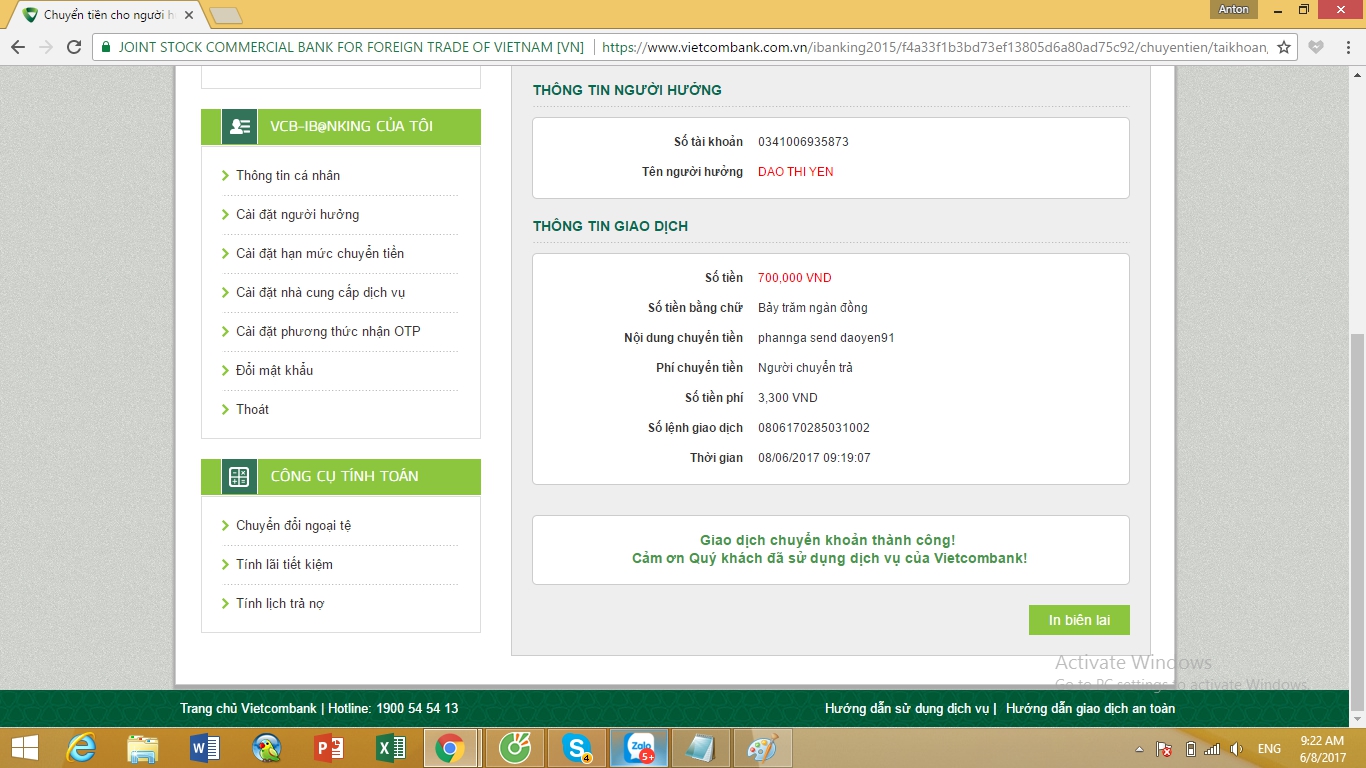 Chuyển tiền cho người h
Anton
JOINT STOCK COMMERCIAL BANK FOR FOREIGN TRADE OF VIETNAM [VN]
https://www.vietcombank.com.vn/ibanking2015/f4a33f1b3bd73ef13805d6a80ad75c92/chuyentien/taikhoan
VCB-IB@NKING CỦA TÔI
Thông tin cá nhân
Cài đặt người hưởng
Cài đặt hạn mức chuyển tiền
Cài đặt nhà cung cấp dịch vụ
Cài đặt phương thức nhận OTP
Đổi mật khẩu
Thoát
CÔNG CỤ TÍNH TOÁN
Chuyển đổi ngoại tệ
Tính lãi tiết kiệm
Tính lịch trả nợ
THÔNG TIN NGƯỜI HƯỞNG
Số tài khoản 0341006935873
Tên người hưởng DAO THI YEN
THÔNG TIN GIAO DỊCH
Số tiền 700,000 VND
Số tiền bằng chữ Bảy trăm ngàn đồng
Nội dung chuyển tiền phannga send daoyen91
Phí chuyển tiền Người chuyển trả
Số tiền phí 3,300 VND
Số lệnh giao dịch 0806170285031002
Thời gian 08/06/2017 09:19:07
Giao dịch chuyển khoản thành công!
Cảm ơn Quý khách đã sử dụng dịch vụ của Vietcombank!
In biên lai
Activate Windows
Go to PC settings to activate Windows.
Trang chủ Vietcombank | Hotline: 1900 54 54 13
Hướng dẫn sử dụng dịch vụ | Hướng dẫn giao dịch an toàn
Zalo
5+
4
ENG
9:22 AM
6/8/2017